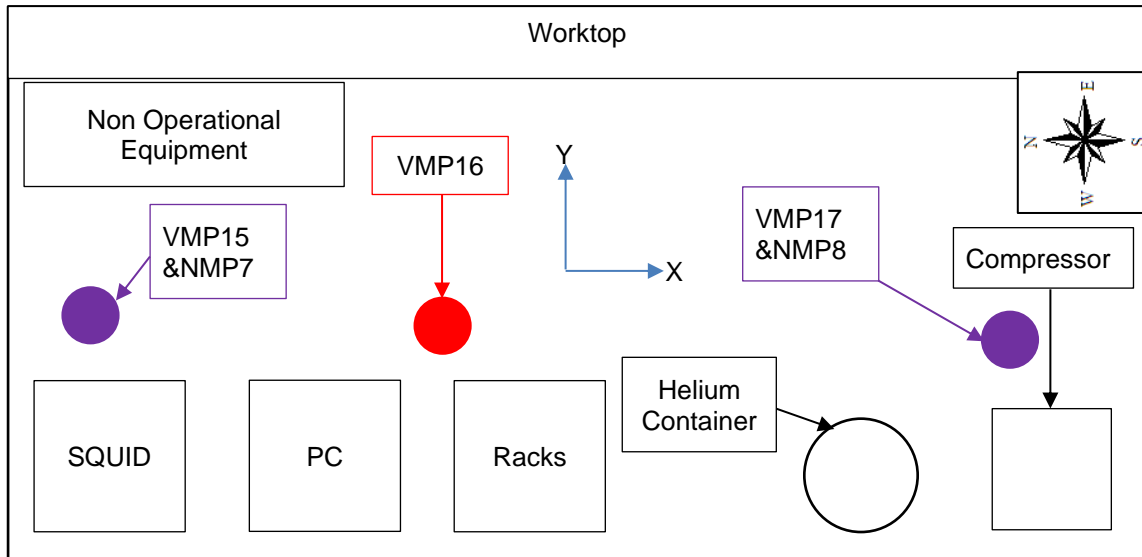 Worktop
Non Operational
Equipment
E
N
S
W
VMP16
Y
X
VMP15
&NMP7
VMP17
&NMP8
Compressor
Helium
Container
SQUID
PC
Racks